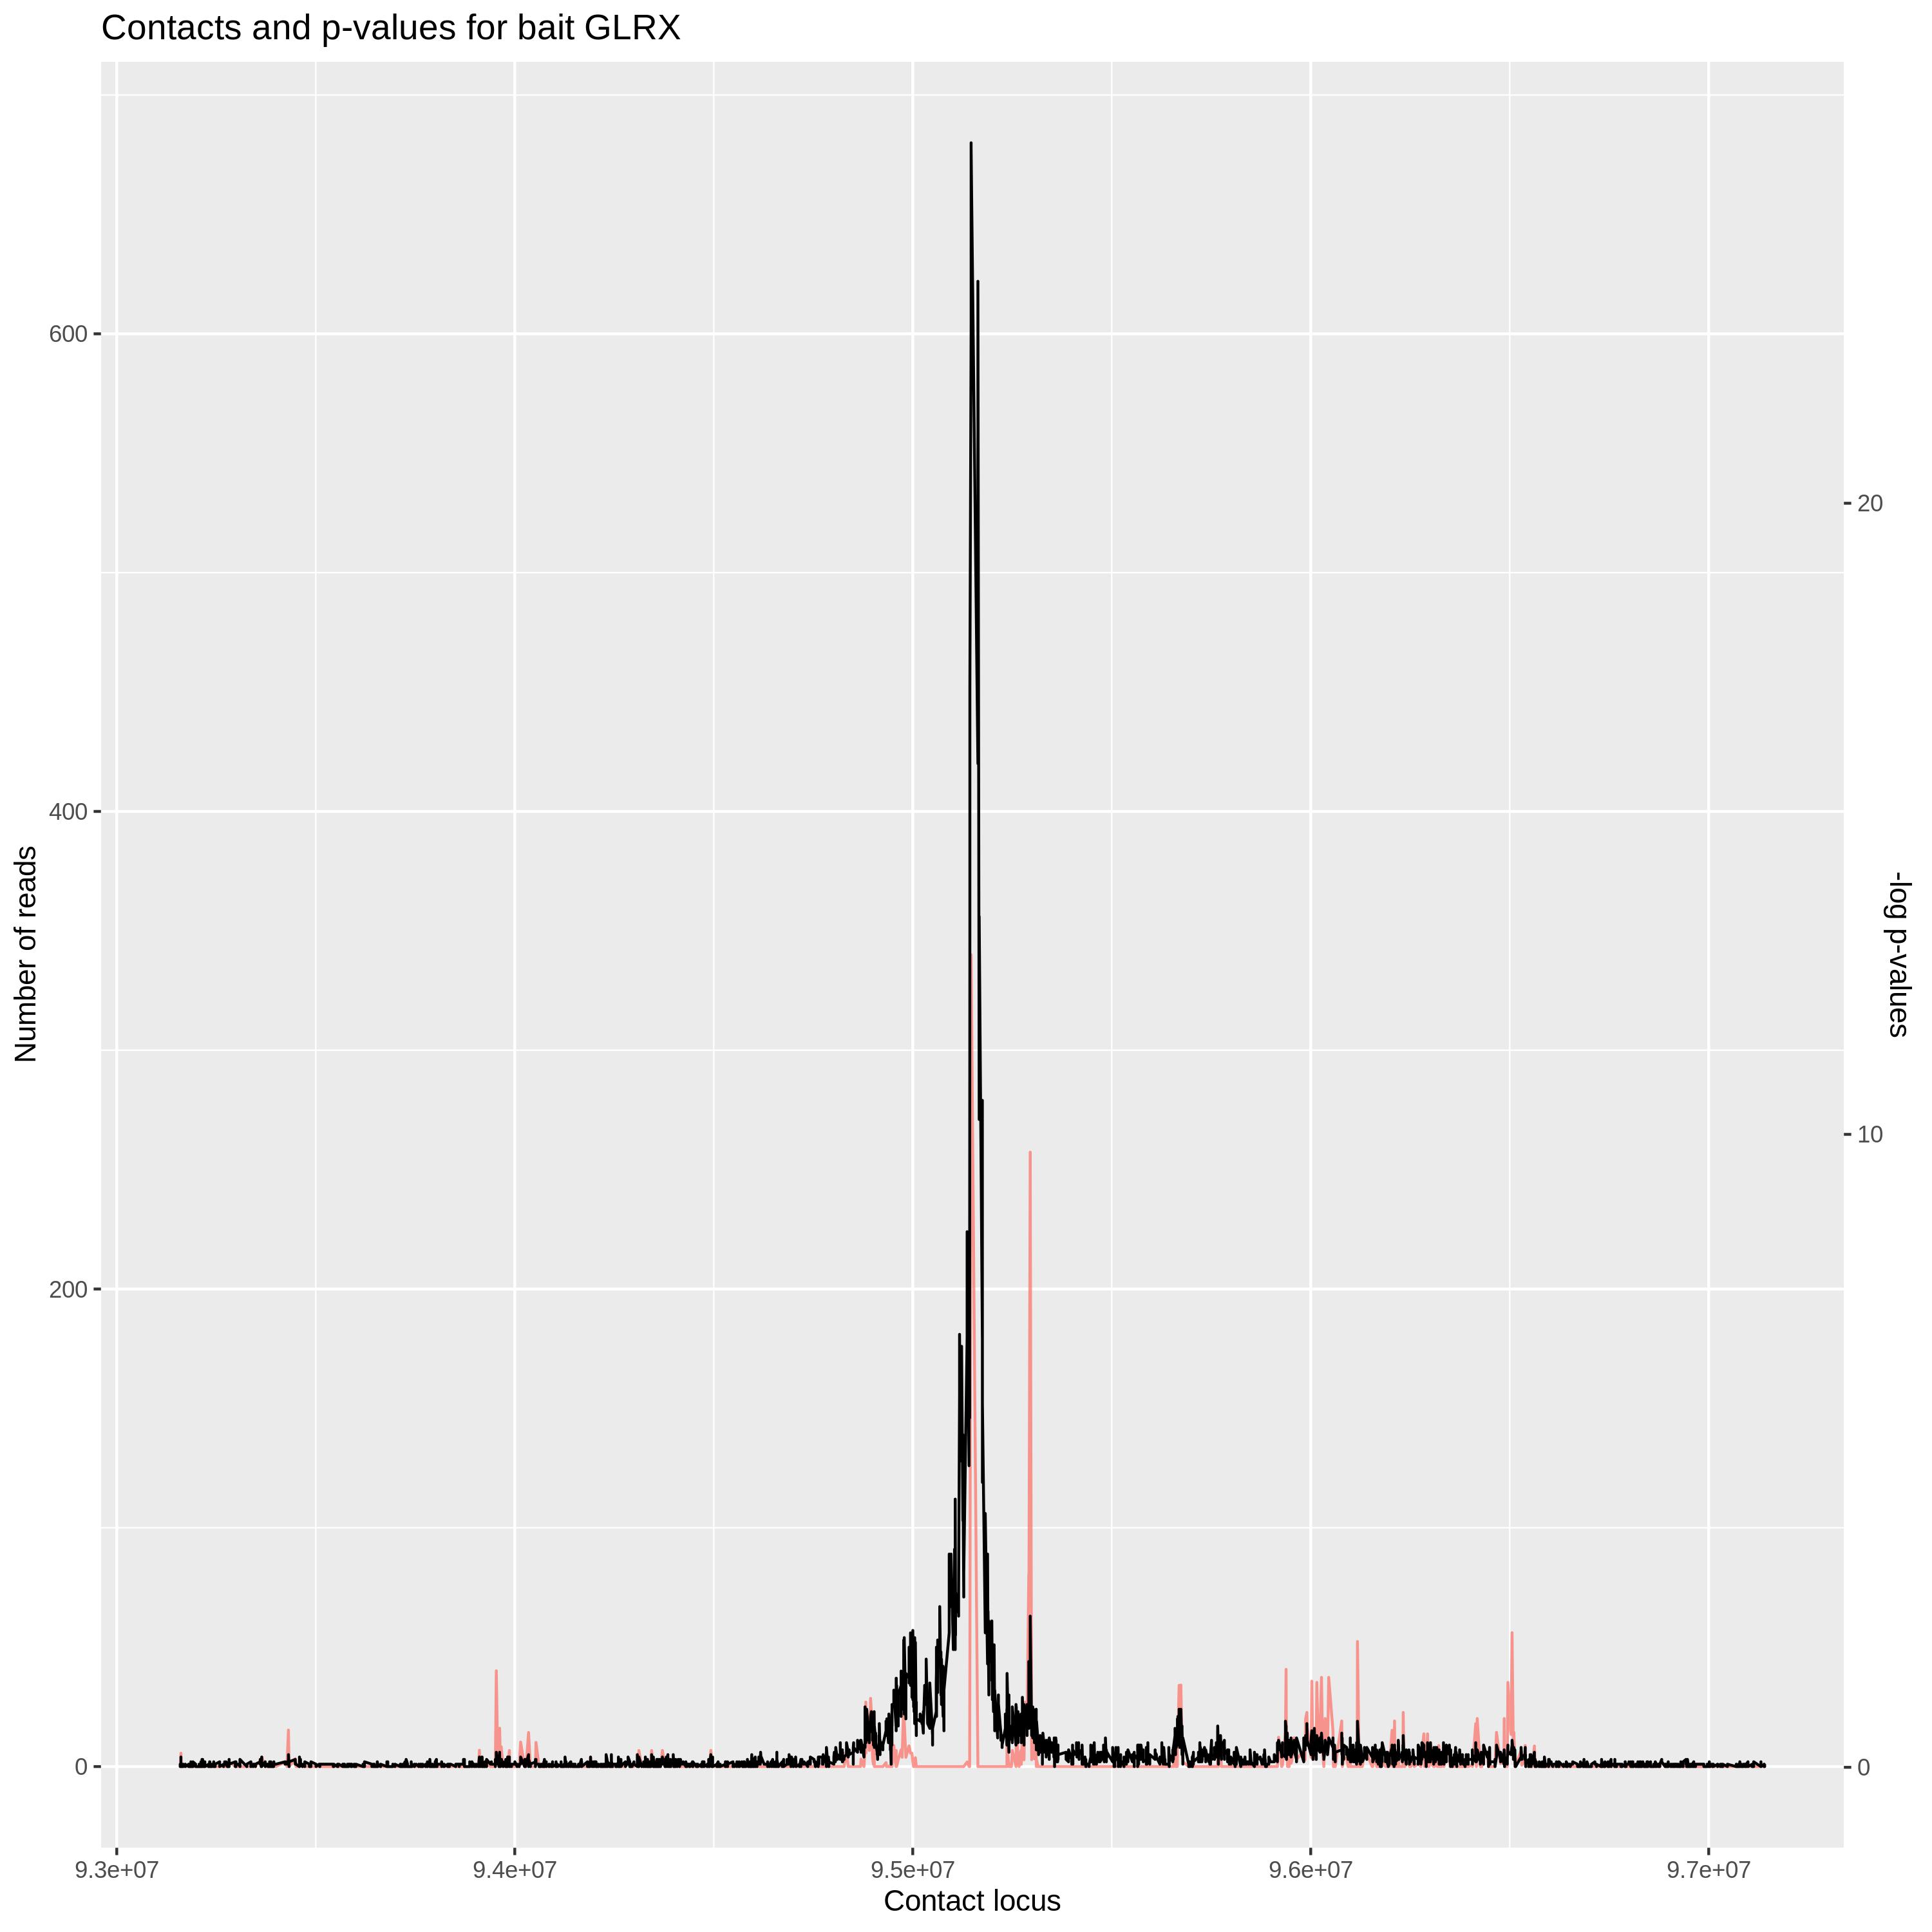 Contacts and p-values for bait GLRX
600
400
200
0
Number of reads
20
10
0
-log p-values
9.3e+07
9.4e+07
9.5e+07
9.6e+07
9.7e+07
Contact locus